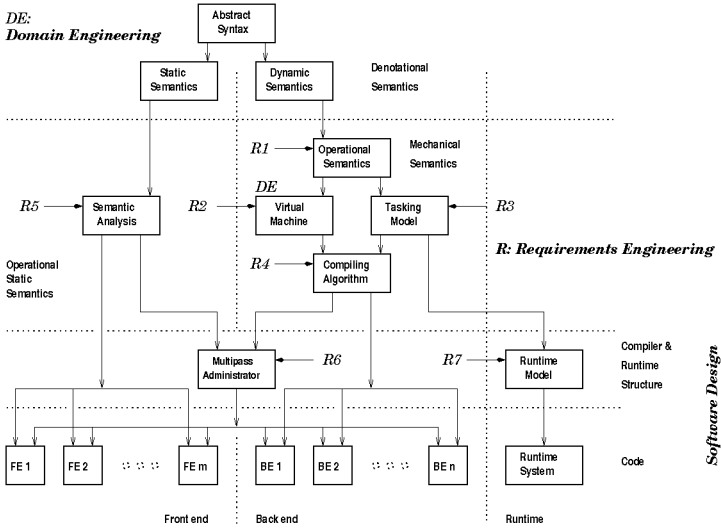 DE:
Domain Engineering
Abstract
Syntax
Static
Semantics
Dynamic
Semantics
Denotational
Semantics
R1
Operational
Semantics
Mechanical
Semantics
DE
R5
Semantic
Analysis
R2
Virtual
Machine
Tasking
Model
R3
R: Requirements Engineering
Operational
Static
Semantics
R4
Compiling
Algorithm
Multipass
Administrator
R6
R7
Runtime
Model
Compiler &
Runtime
Structure
Software Design
FE 1
FE 2
FE m
BE 1
BE 2
BE n
Runtime
System
Code
Front end
Back end
Runtime